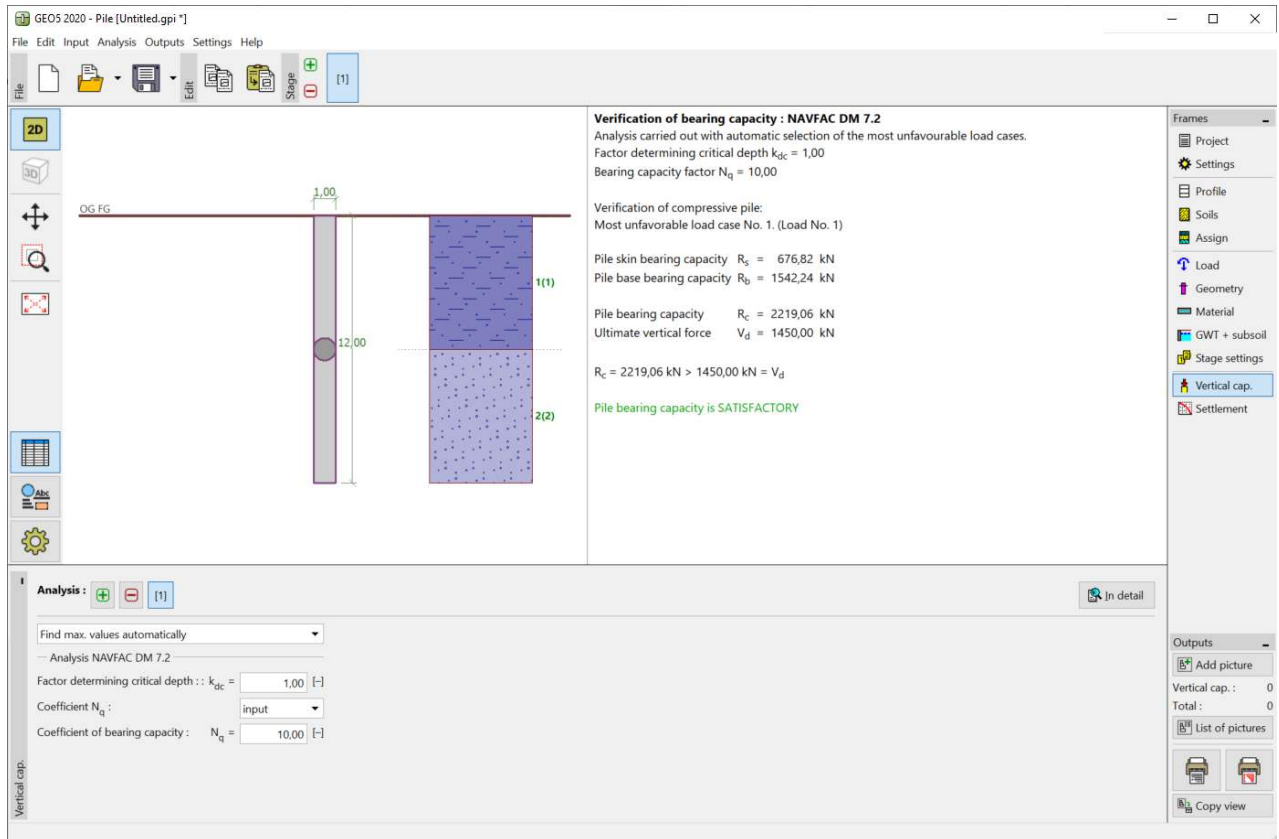 GEO5 2020 - Pile [Untitled.gpi *]
File Edit Input Analysis Outputs Settings Help
File
Edit
Stage
[1]
2D
3D
Abc
OG FG
1,00
12,00
1(1)
2(2)
Verification of bearing capacity : NAVFAC DM 7.2
Analysis carried out with automatic selection of the most unfavourable load cases.
Factor determining critical depth kdc = 1,00
Bearing capacity factor Nq = 10,00
Verification of compressive pile:
Most unfavorable load case No. 1. (Load No. 1)
Pile skin bearing capacity Rs = 676,82 kN
Pile base bearing capacity Rb = 1542,24 kN
Pile bearing capacity Rc = 2219,06 kN
Ultimate vertical force Vd = 1450,00 kN
Rc = 2219,06 kN > 1450,00 kN = Vd
Pile bearing capacity is SATISFACTORY
Frames
Project
Settings
Profile
Soils
Assign
Load
Geometry
Material
GWT + subsoil
Stage settings
Vertical cap.
Settlement
Analysis : [1]
In detail
Find max. values automatically
Analysis NAVFAC DM 7.2
Factor determining critical depth : : kdc = 1,00 [–]
Coefficient Nq : input
Coefficient of bearing capacity : Nq = 10,00 [–]
Vertical cap.
Outputs
Add picture
Vertical cap. : 0
Total : 0
List of pictures
Copy view